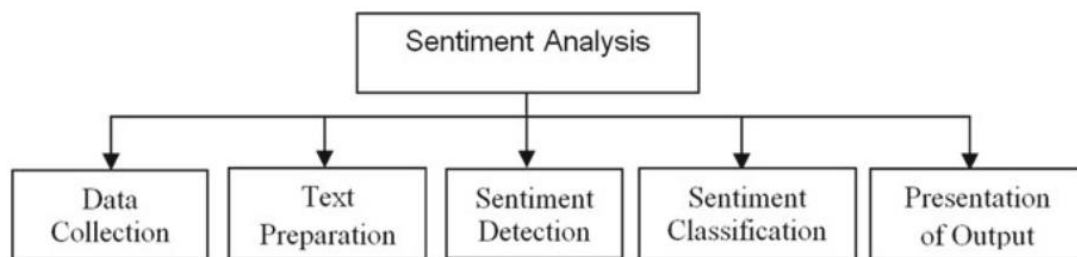 Sentiment Analysis
Data
Collection
Text
Preparation
Sentiment
Detection
Sentiment
Classification
Presentation
of Output